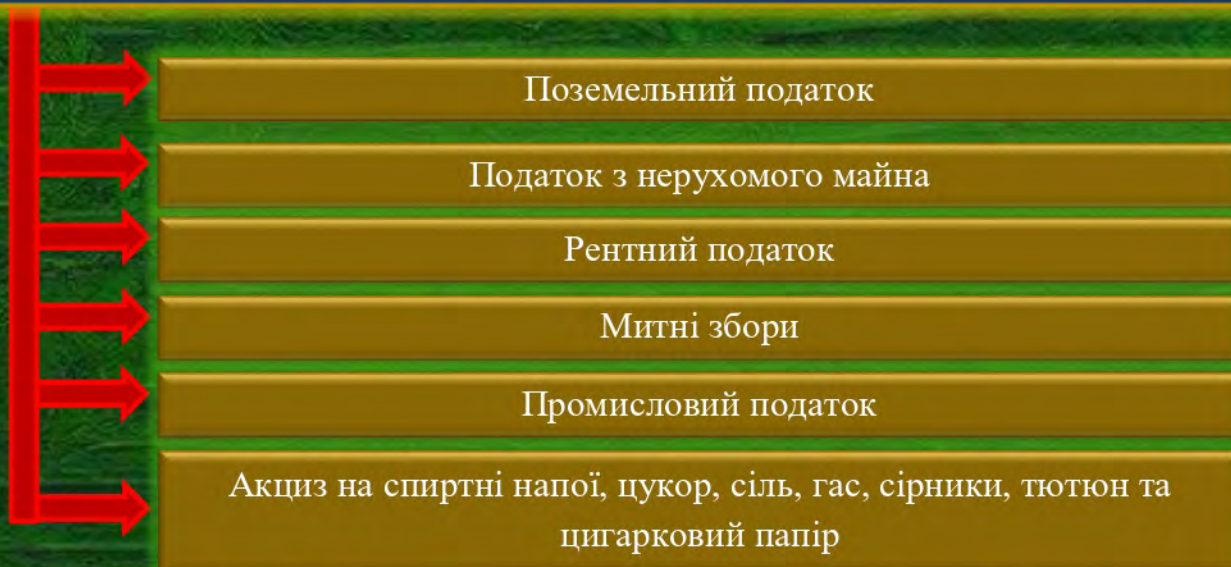 Поземельний податок
Податок з нерухомого майна
Рентний податок
Митні збори
Промисловий податок
Акциз на спиртні напої, цукор, сіль, гас, сірники, тютюн та
цигарковий папір